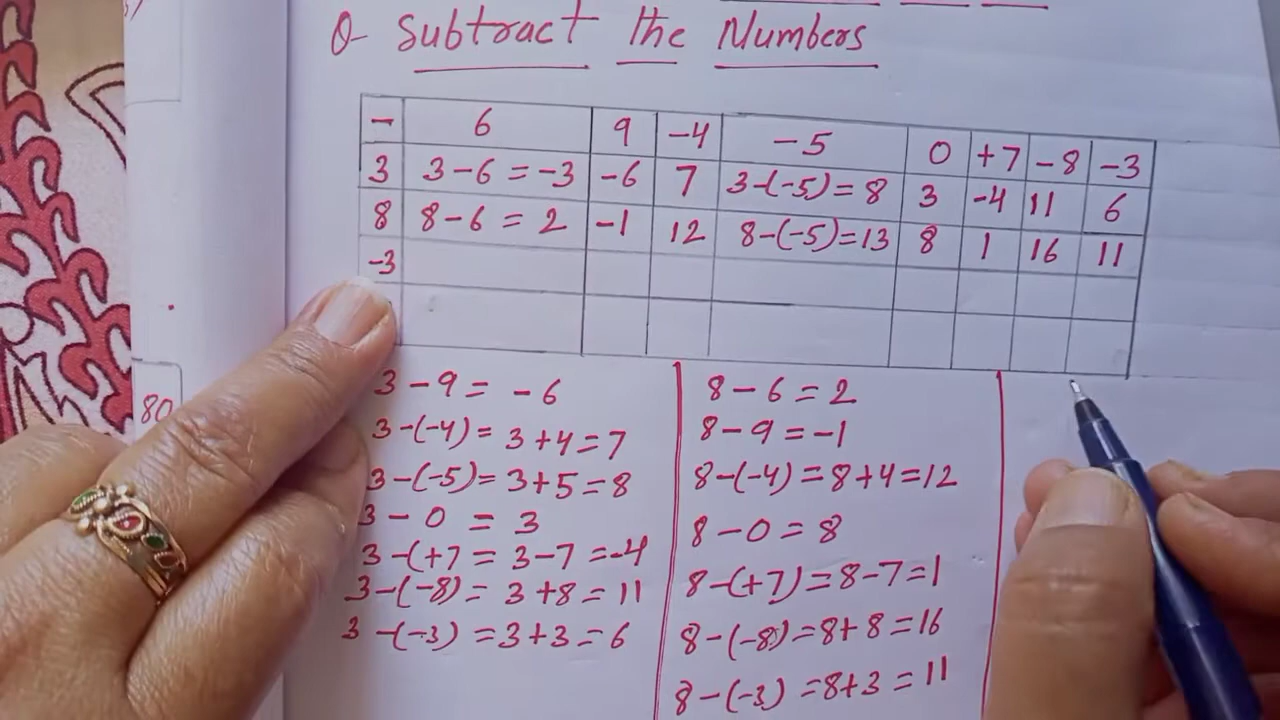 Q- Subtract the Numbers
- 6 9 -4 -5 0 +7 -8 -3
3 3-6 = -3 -6 7 3-(-5)= 8 3 -4 11 6
8 8-6 = 2 -1 12 8-(-5)=13 8 1 16 11
-3
3 - 9 = - 6
3-(-4)= 3+4=7
3-(-5)= 3+5=8
3 - 0 = 3
3-(+7 = 3-7 =-4
3-(-8)= 3+8= 11
3 -(-3) =3+3= 6
8 - 6 = 2
8 - 9 = -1
8-(-4)=8+4=12
8 - 0 = 8
8-(+7)=8-7=1
8-(-8)=8+8=16
8-(-3) =8+3 = 11
80